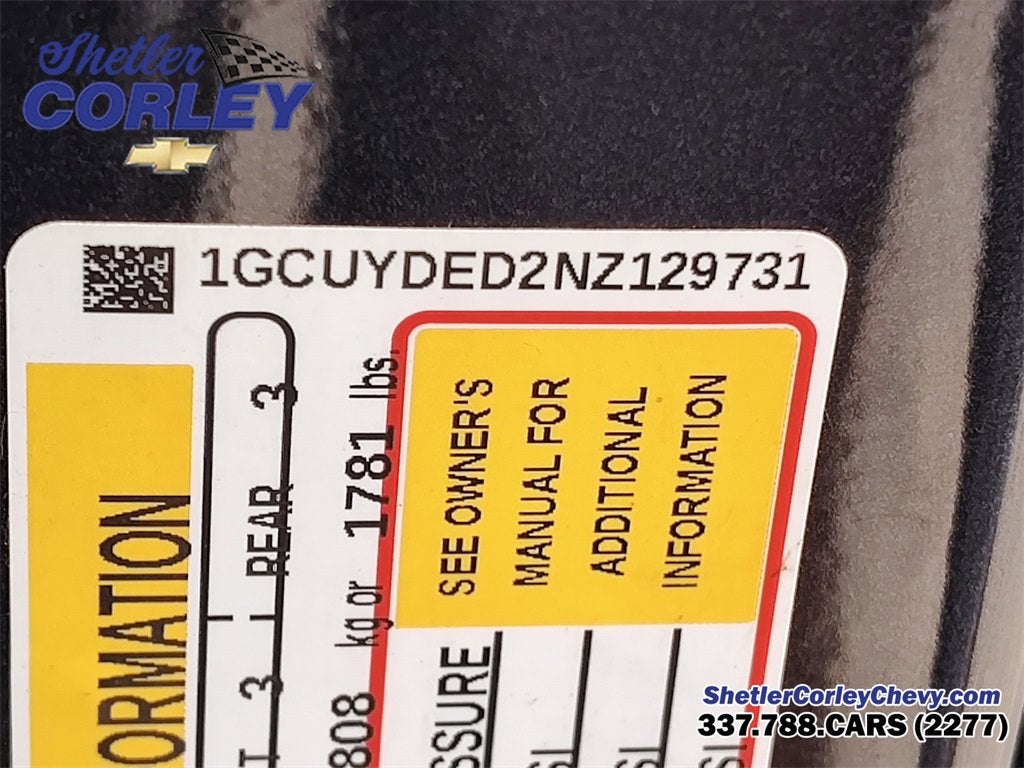 Shetler
CORLEY
1GCUYDED2NZ129731
SEE OWNER'S
MANUAL FOR
ADDITIONAL
INFORMATION
3 REAR 3
808 kg or 1781 lbs.
ORMATION
SSURE
ShetlerCorleyChevy.com
337.788.CARS (2277)